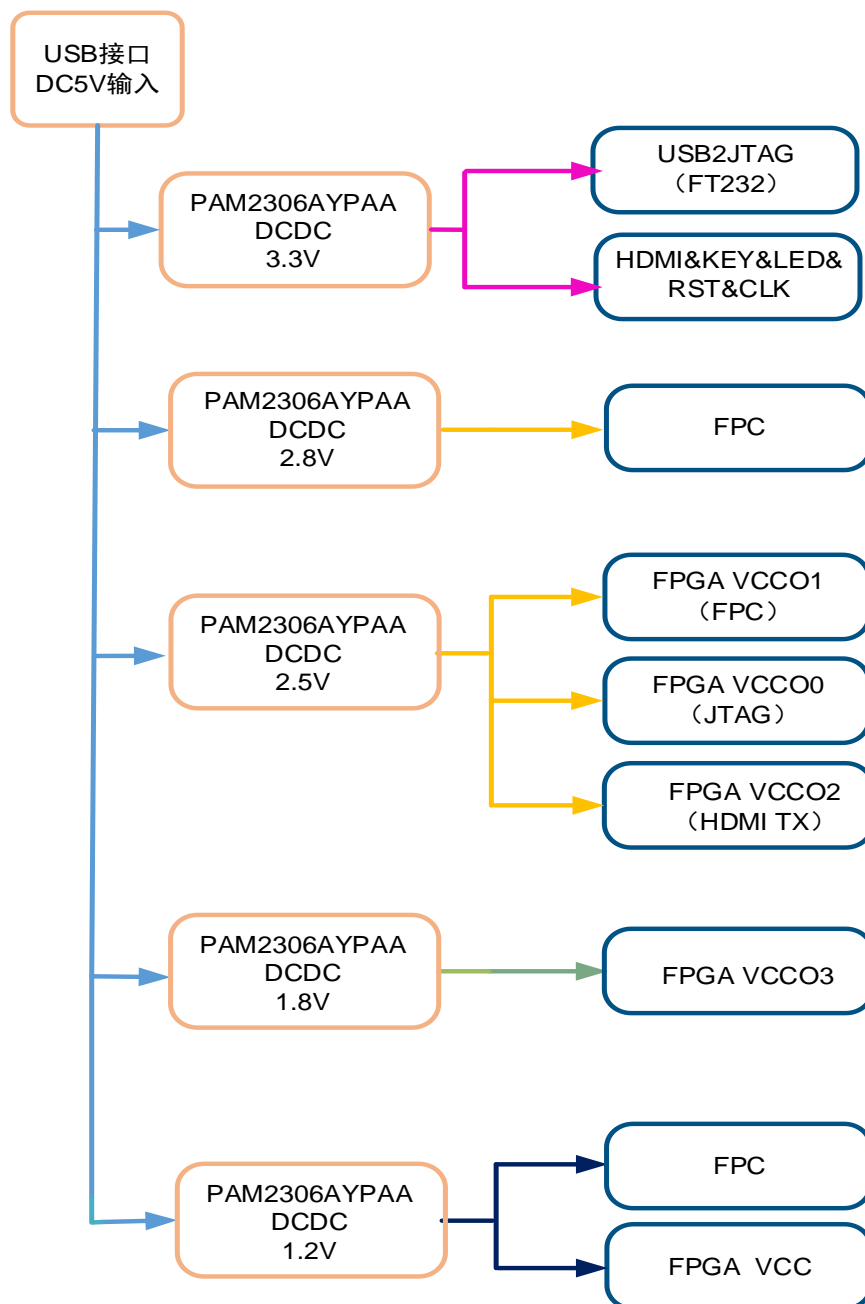 USB接口
DC5V输入
PAM2306AYPAA
DCDC
3.3V
USB2JTAG
（FT232）
HDMI&KEY&LED&
RST&CLK
PAM2306AYPAA
DCDC
2.8V
FPC
PAM2306AYPAA
DCDC
2.5V
FPGA VCCO1
（FPC）
FPGA VCCO0
（JTAG）
FPGA VCCO2
（HDMI TX）
PAM2306AYPAA
DCDC
1.8V
FPGA VCCO3
PAM2306AYPAA
DCDC
1.2V
FPC
FPGA  VCC